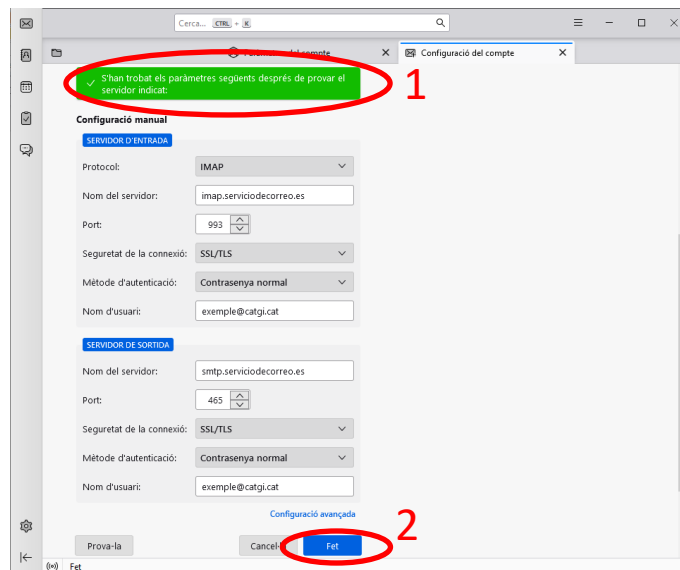 Cerca... CTRL + K
Paràmetres del compte
Configuració del compte
S'han trobat els paràmetres següents després de provar el
servidor indicat:
1
Configuració manual
SERVIDOR D'ENTRADA
Protocol: IMAP
Nom del servidor: imap.serviciodecorreo.es
Port: 993
Seguretat de la connexió: SSL/TLS
Mètode d'autenticació: Contrasenya normal
Nom d'usuari: exemple@catgi.cat
SERVIDOR DE SORTIDA
Nom del servidor: smtp.serviciodecorreo.es
Port: 465
Seguretat de la connexió: SSL/TLS
Mètode d'autenticació: Contrasenya normal
Nom d'usuari: exemple@catgi.cat
Configuració avançada
2
Prova-la Fet
Fet